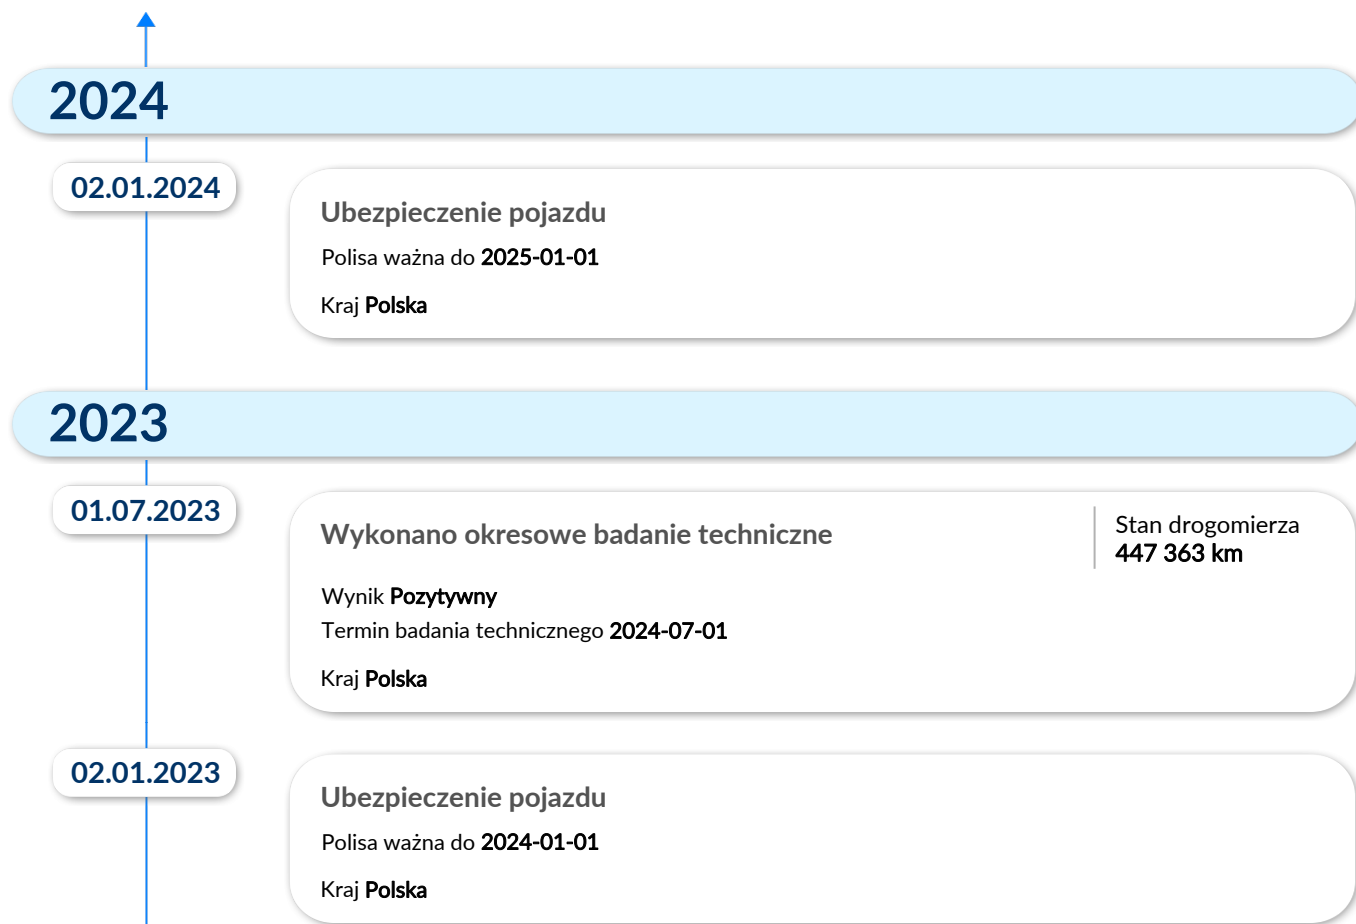 2024
02.01.2024
Ubezpieczenie pojazdu
Polisa ważna do 2025-01-01
Kraj Polska
2023
01.07.2023
Wykonano okresowe badanie techniczne
Stan drogomierza
447 363 km
Wynik Pozytywny
Termin badania technicznego 2024-07-01
Kraj Polska
02.01.2023
Ubezpieczenie pojazdu
Polisa ważna do 2024-01-01
Kraj Polska